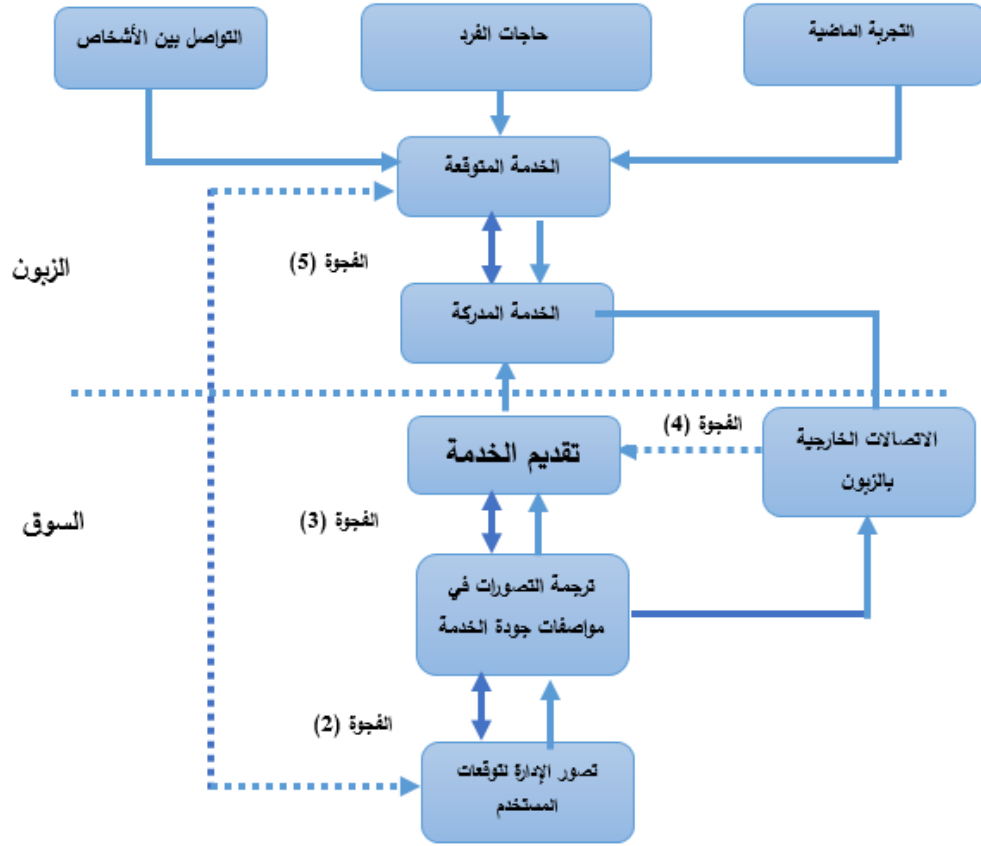 التجربة الماضية
حاجات الفرد
التواصل بين الأشخاص
الخدمة المتوقعة
الفجوة (5)
الزبون
الخدمة المدركة
الفجوة (4)
الاتصالات الخارجية
بالزبون
تقديم الخدمة
الفجوة (3)
السوق
ترجمة التصورات في
مواصفات جودة الخدمة
الفجوة (2)
تصور الإدارة لتوقعات
المستخدم